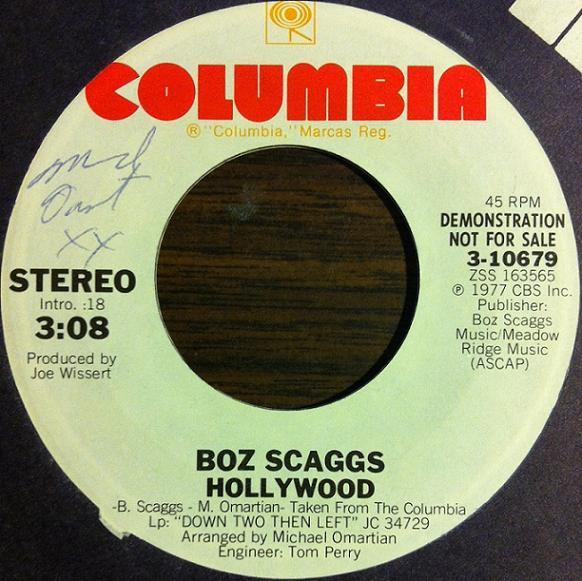 COLUMBIA
® "Columbia," Marcas Reg.
XX
STEREO
Intro. :18
3:08
Produced by
Joe Wissert
45 RPM
DEMONSTRATION
NOT FOR SALE
3-10679
ZSS 163565
℗ 1977 CBS Inc.
Publisher:
Boz Scaggs
Music/Meadow
Ridge Music
(ASCAP)
BOZ SCAGGS
HOLLYWOOD
-B. Scaggs - M. Omartian- Taken From The Columbia
Lp: "DOWN TWO THEN LEFT" JC 34729
Arranged by Michael Omartian
Engineer: Tom Perry